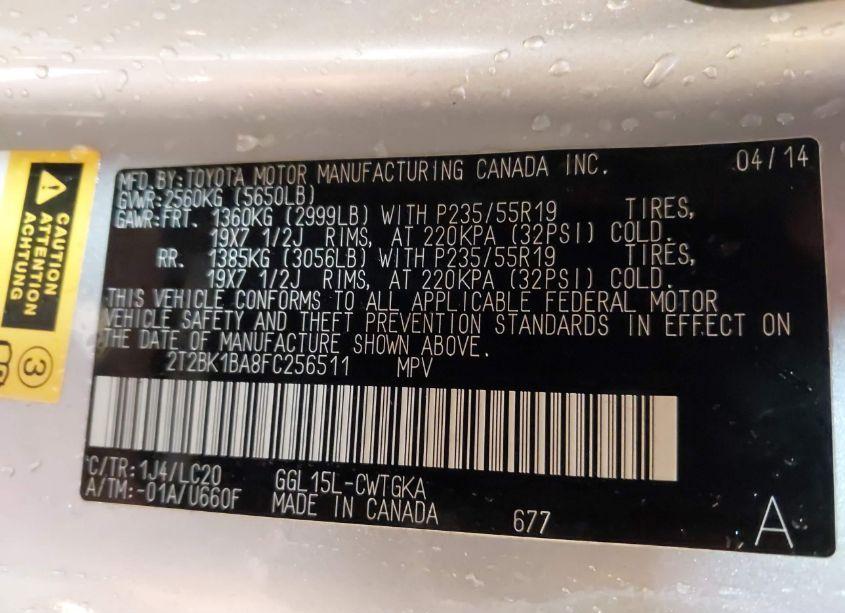 MFD.BY:TOYOTA MOTOR MANUFACTURING CANADA INC. 04/14
GVWR:2560KG (5650LB)
GAWR:FRT. 1360KG (2999LB) WITH P235/55R19 TIRES,
19X7 1/2J RIMS, AT 220KPA (32PSI) COLD.
RR. 1385KG (3056LB) WITH P235/55R19 TIRES,
19X7 1/2J RIMS, AT 220KPA (32PSI) COLD.
THIS VEHICLE CONFORMS TO ALL APPLICABLE FEDERAL MOTOR
VEHICLE SAFETY AND THEFT PREVENTION STANDARDS IN EFFECT ON
THE DATE OF MANUFACTURE SHOWN ABOVE.
2T2BK1BA8FC256511 MPV
C/TR:1J4/LC20 GGL15L-CWTGKA
A/TM:-01A/U660F MADE IN CANADA 677 A
CAUTION
ATTENTION
ACHTUNG
3